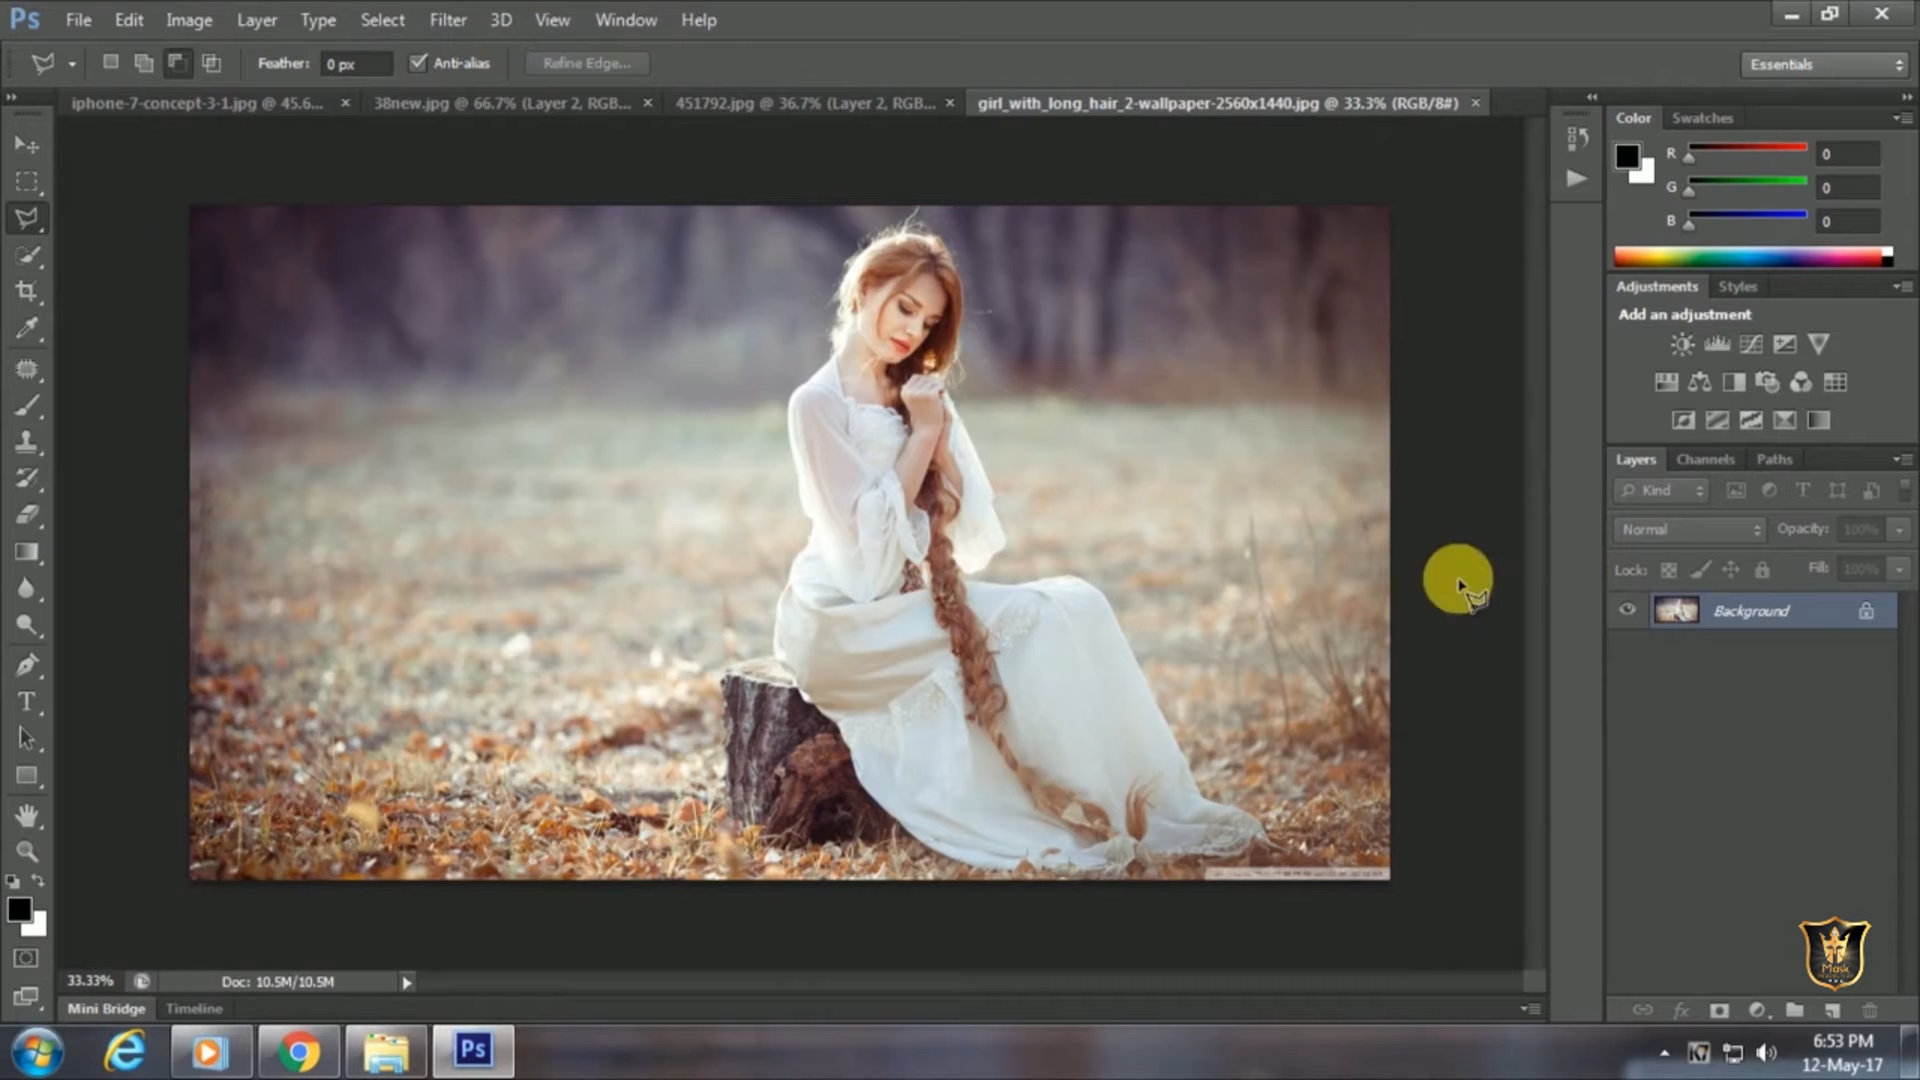 Ps File Edit Image Layer Type Select Filter 3D View Window Help
Feather: 0 px Anti-alias Refine Edge... Essentials
iphone-7-concept-3-1.jpg @ 45.6... × 38new.jpg @ 66.7% (Layer 2, RGB... × 451792.jpg @ 36.7% (Layer 2, RGB... × girl_with_long_hair_2-wallpaper-2560x1440.jpg @ 33.3% (RGB/8#) ×
Color Swatches
R 0
G 0
B 0
Adjustments Styles
Add an adjustment
Layers Channels Paths
Kind
Normal Opacity: 100%
Lock: Fill: 100%
Background
Mask
33.33% Doc: 10.5M/10.5M
Mini Bridge Timeline
Ps
6:53 PM
12-May-17